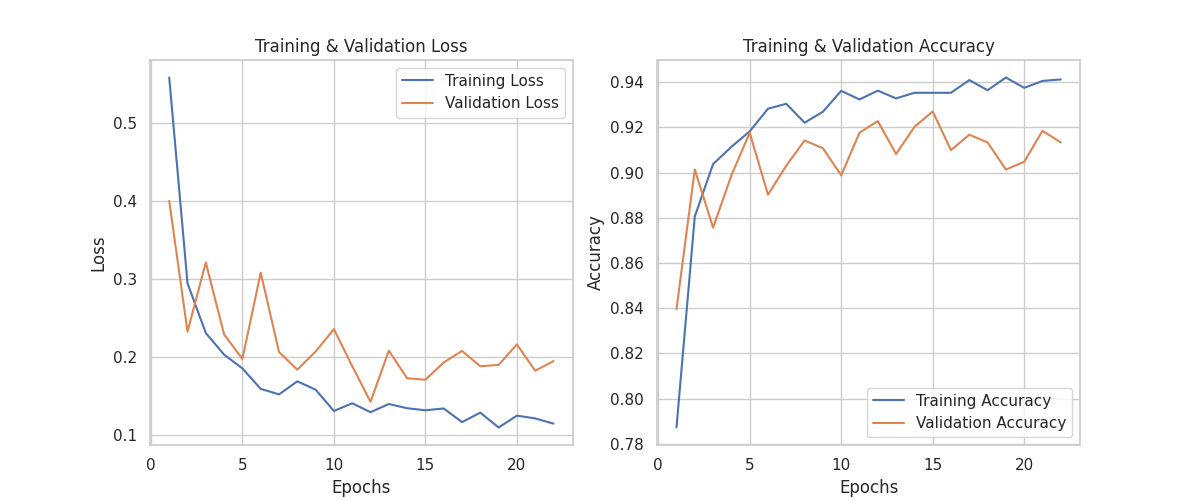 Training & Validation Loss
Training Loss
Validation Loss
0.5
0.4
0.3
0.2
0.1
Loss
0
5
10
15
20
Epochs
Training & Validation Accuracy
0.94
0.92
0.90
0.88
0.86
0.84
0.82
0.80
0.78
Accuracy
Training Accuracy
Validation Accuracy
0
5
10
15
20
Epochs